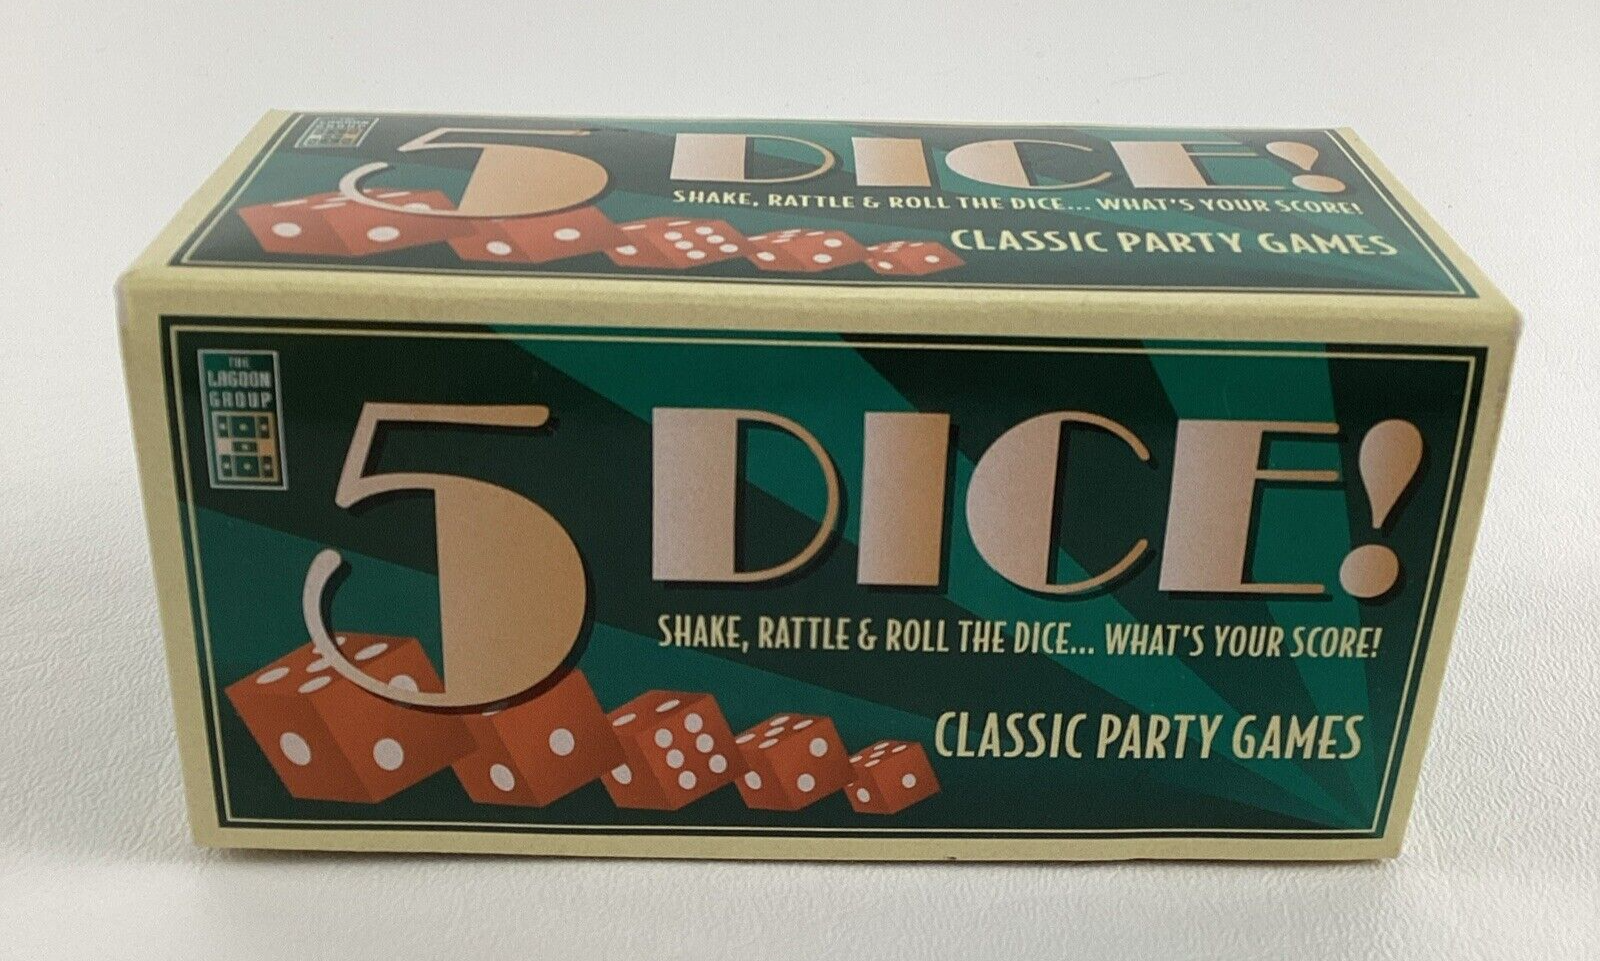 5 DICE!
SHAKE, RATTLE & ROLL THE DICE... WHAT'S YOUR SCORE!
CLASSIC PARTY GAMES
THE
LAGOON
GROUP
5 DICE!
SHAKE, RATTLE & ROLL THE DICE... WHAT'S YOUR SCORE!
CLASSIC PARTY GAMES